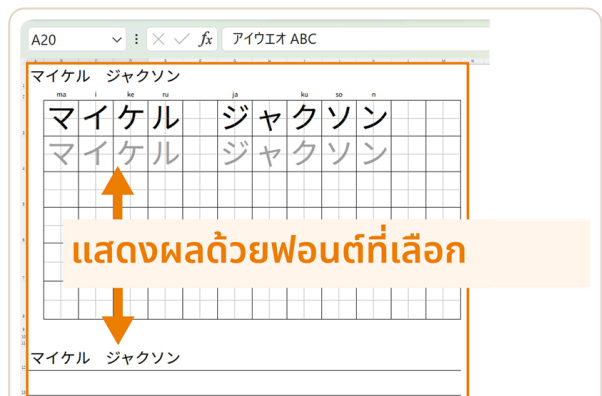 A20 fx アイウエオ ABC
マイケル　ジャクソン
ma i ke ru ja ku so n
マイケル　ジャクソン
マイケル　ジャクソン
แสดงผลด้วยฟอนต์ที่เลือก
マイケル　ジャクソン